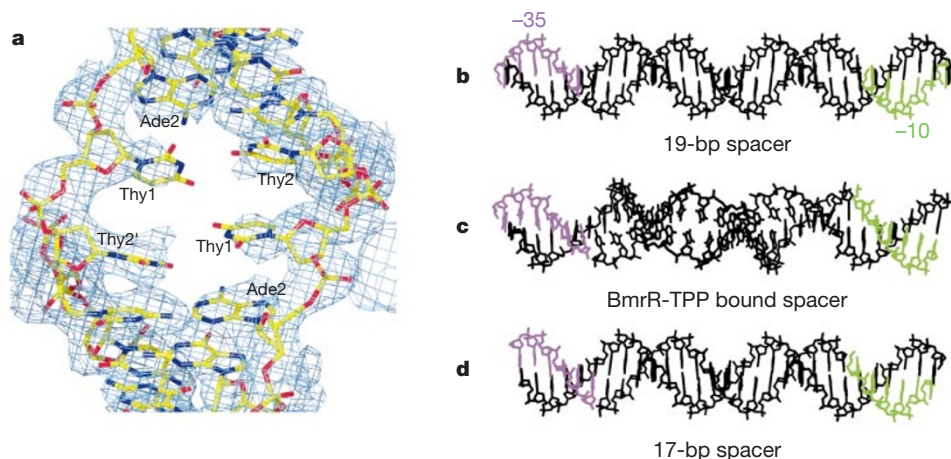 a
Ade2
Thy1
Thy2'
Thy2'
Thy1
Ade2
b
–35
–10
19-bp spacer
c
BmrR-TPP bound spacer
d
17-bp spacer